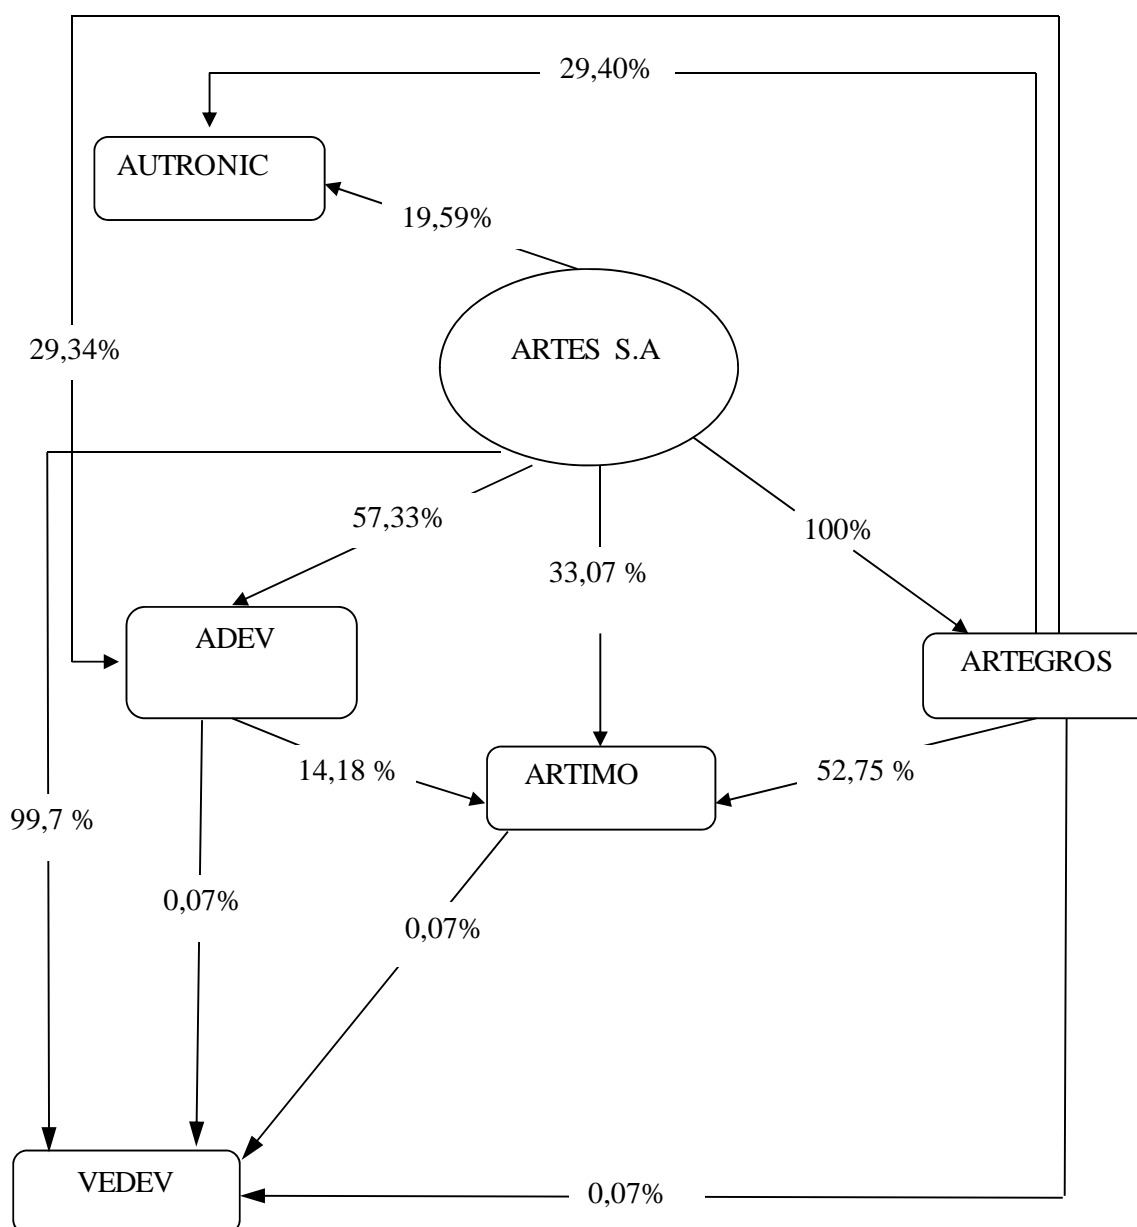 29,40%
AUTRONIC
19,59%
ARTES S.A
29,34%
57,33%
100%
33,07 %
ADEV
ARTEGROS
14,18 %
ARTIMO
52,75 %
99,7 %
0,07%
0,07%
VEDEV
0,07%